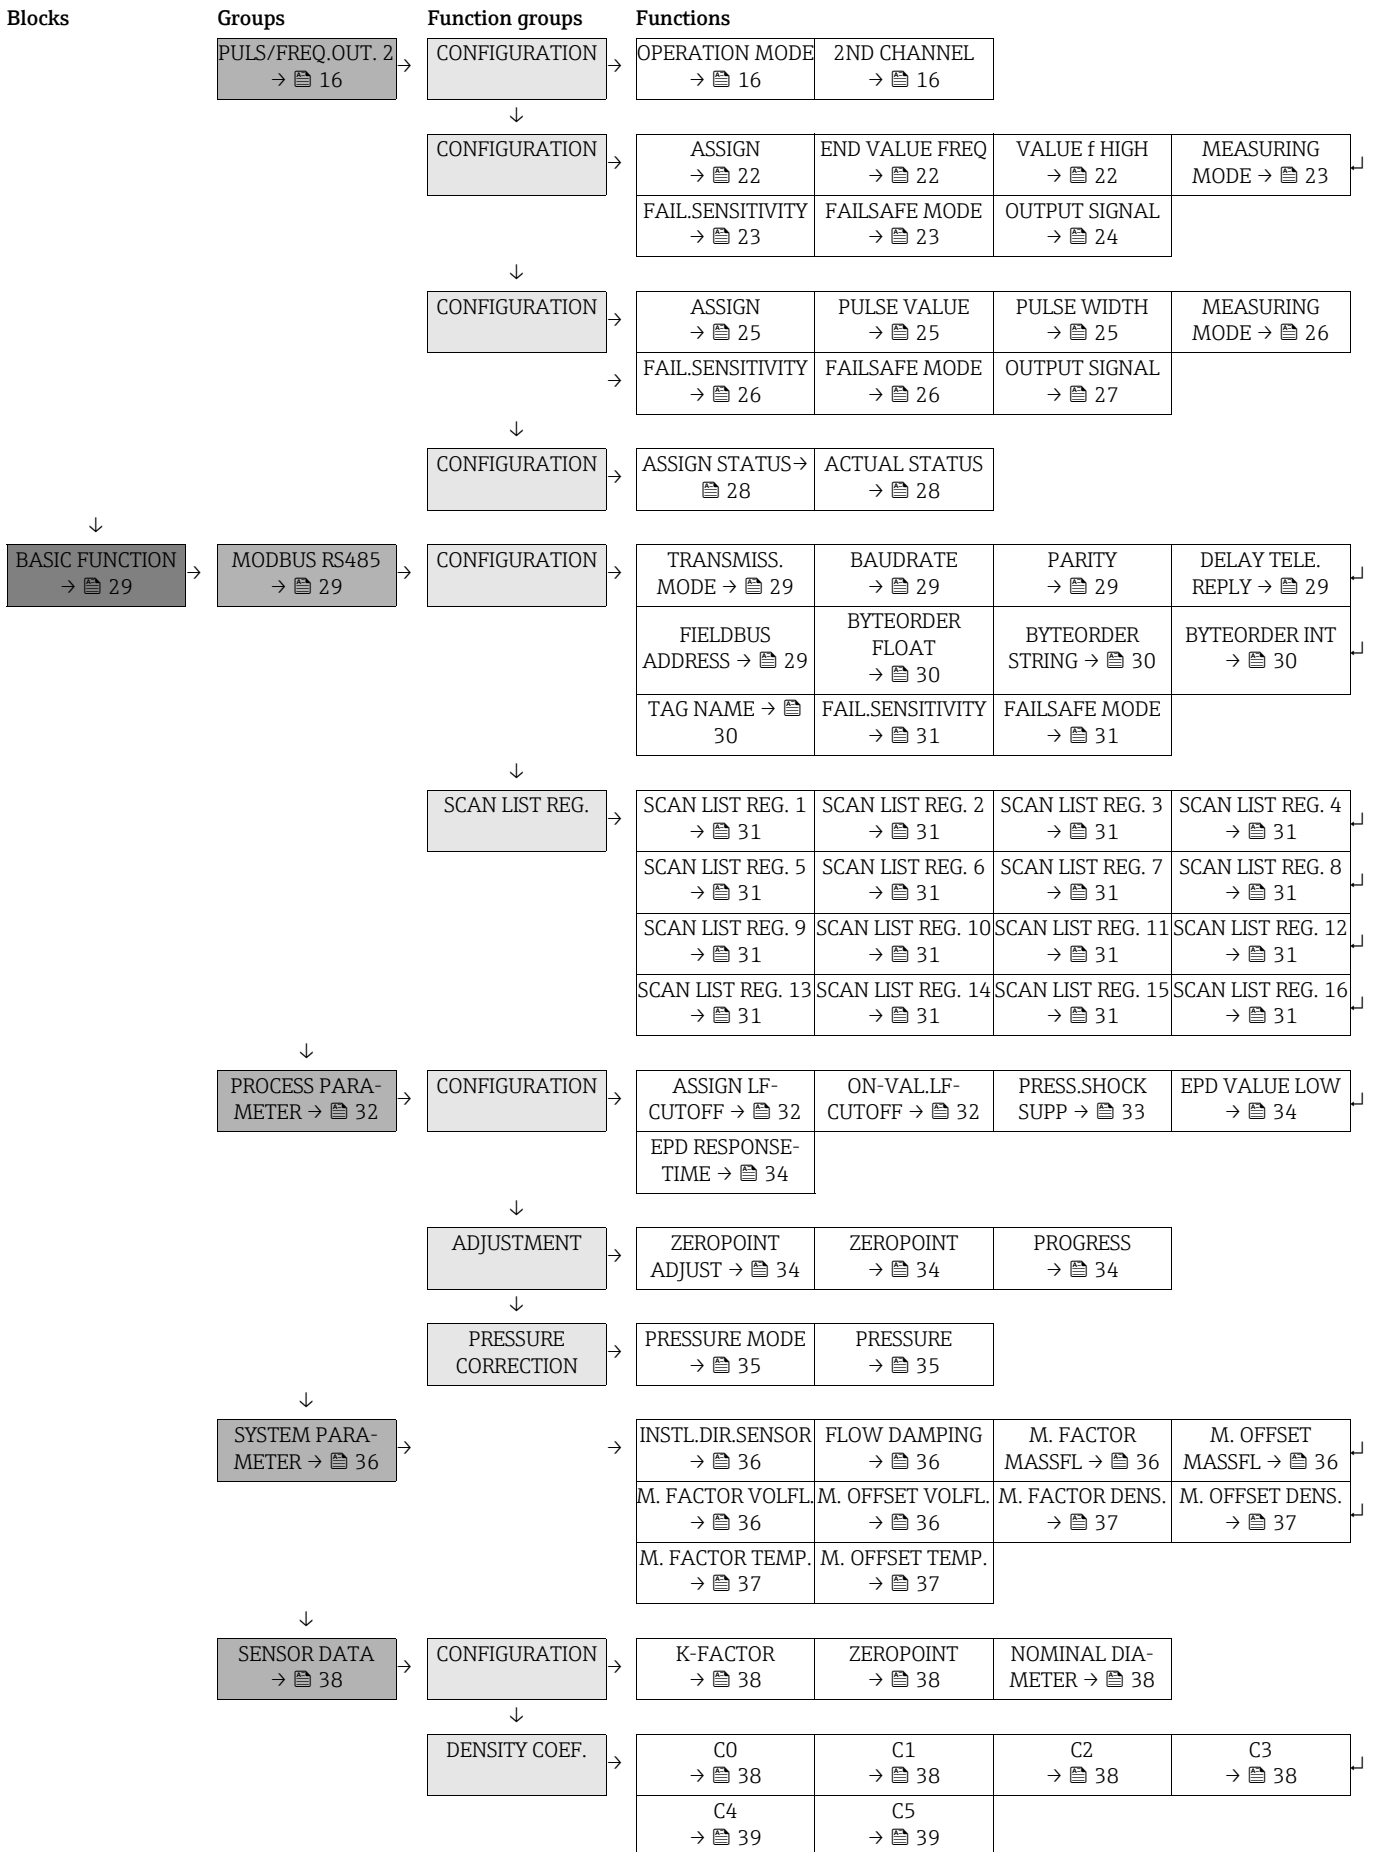 Blocks Groups Function groups Functions
PULS/FREQ.OUT. 2 → CONFIGURATION → OPERATION MODE 2ND CHANNEL
→ 16 → 16 → 16
↓
CONFIGURATION → ASSIGN END VALUE FREQ VALUE f HIGH MEASURING
→ 22 → 22 → 22 MODE → 23 ↵
FAIL.SENSITIVITY FAILSAFE MODE OUTPUT SIGNAL
→ 23 → 23 → 24
↓
CONFIGURATION → ASSIGN PULSE VALUE PULSE WIDTH MEASURING
→ 25 → 25 → 25 MODE → 26
→ FAIL.SENSITIVITY FAILSAFE MODE OUTPUT SIGNAL
→ 26 → 26 → 27
↓
CONFIGURATION → ASSIGN STATUS→ ACTUAL STATUS
28 → 28
↓
BASIC FUNCTION → MODBUS RS485 → CONFIGURATION → TRANSMISS. BAUDRATE PARITY DELAY TELE.
→ 29 → 29 MODE → 29 → 29 → 29 REPLY → 29 ↵
FIELDBUS BYTEORDER BYTEORDER BYTEORDER INT
ADDRESS → 29 FLOAT STRING → 30 → 30 ↵
→ 30
TAG NAME → FAIL.SENSITIVITY FAILSAFE MODE
30 → 31 → 31
↓
SCAN LIST REG. → SCAN LIST REG. 1 SCAN LIST REG. 2 SCAN LIST REG. 3 SCAN LIST REG. 4
→ 31 → 31 → 31 → 31 ↵
SCAN LIST REG. 5 SCAN LIST REG. 6 SCAN LIST REG. 7 SCAN LIST REG. 8
→ 31 → 31 → 31 → 31 ↵
SCAN LIST REG. 9 SCAN LIST REG. 10 SCAN LIST REG. 11 SCAN LIST REG. 12
→ 31 → 31 → 31 → 31 ↵
SCAN LIST REG. 13 SCAN LIST REG. 14 SCAN LIST REG. 15 SCAN LIST REG. 16
→ 31 → 31 → 31 → 31 ↵
↓
PROCESS PARA- → CONFIGURATION → ASSIGN LF- ON-VAL.LF- PRESS.SHOCK EPD VALUE LOW
METER → 32 CUTOFF → 32 CUTOFF → 32 SUPP → 33 → 34 ↵
EPD RESPONSE-
TIME → 34
↓
ADJUSTMENT → ZEROPOINT ZEROPOINT PROGRESS
ADJUST → 34 → 34 → 34
↓
PRESSURE → PRESSURE MODE PRESSURE
CORRECTION → 35 → 35
↓
SYSTEM PARA- → → INSTL.DIR.SENSOR FLOW DAMPING M. FACTOR M. OFFSET
METER → 36 → 36 → 36 MASSFL → 36 MASSFL → 36 ↵
M. FACTOR VOLFL. M. OFFSET VOLFL. M. FACTOR DENS. M. OFFSET DENS.
→ 36 → 36 → 37 → 37 ↵
M. FACTOR TEMP. M. OFFSET TEMP.
→ 37 → 37
↓
SENSOR DATA → CONFIGURATION → K-FACTOR ZEROPOINT NOMINAL DIA-
→ 38 → 38 → 38 METER → 38
↓
DENSITY COEF. → C0 C1 C2 C3
→ 38 → 38 → 38 → 38 ↵
C4 C5
→ 39 → 39